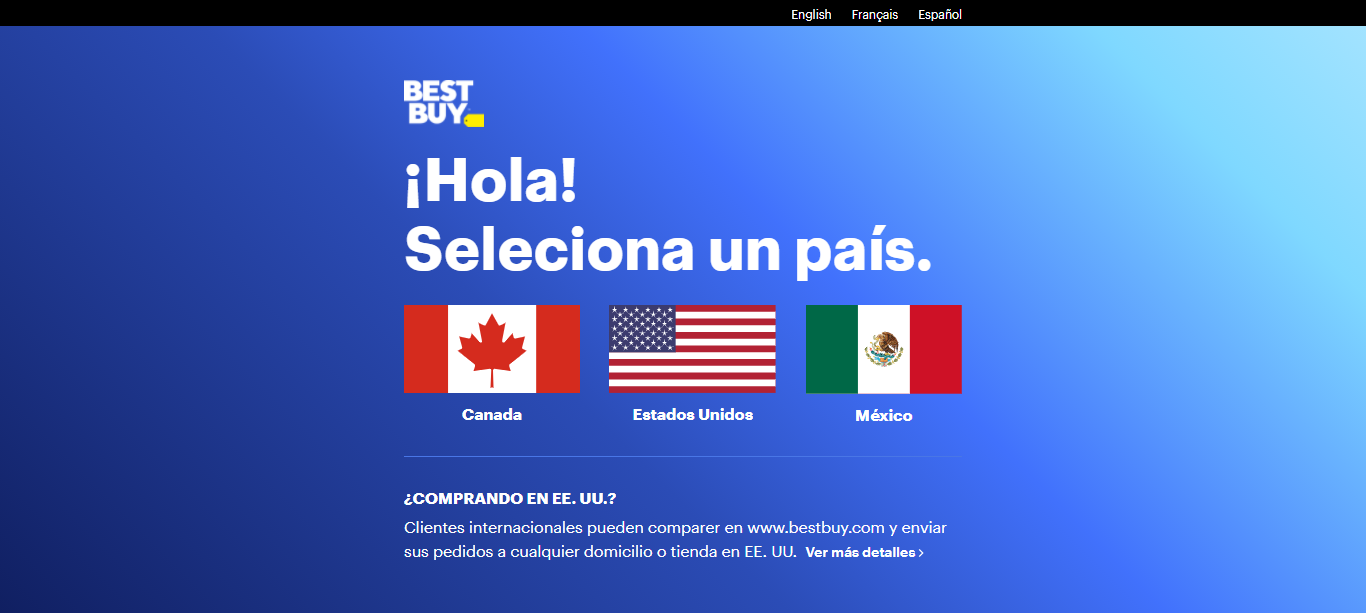 English Français Español
BEST
BUY
¡Hola!
Seleciona un país.
Canada Estados Unidos México
¿COMPRANDO EN EE. UU.?
Clientes internacionales pueden comparer en www.bestbuy.com y enviar
sus pedidos a cualquier domicilio o tienda en EE. UU. Ver más detalles ›